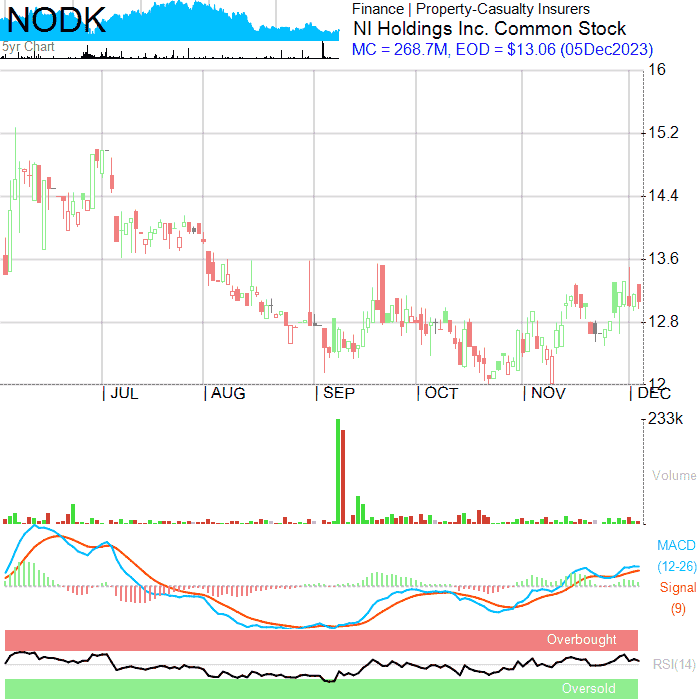 NODK
5yr Chart
Finance | Property-Casualty Insurers
NI Holdings Inc. Common Stock
MC = 268.7M, EOD = $13.06 (05Dec2023)
16
15.2
14.4
13.6
12.8
12
| JUL | AUG | SEP | OCT | NOV | DEC
233k
Volume
MACD
(12-26)
Signal
(9)
Overbought
RSI(14)
Oversold